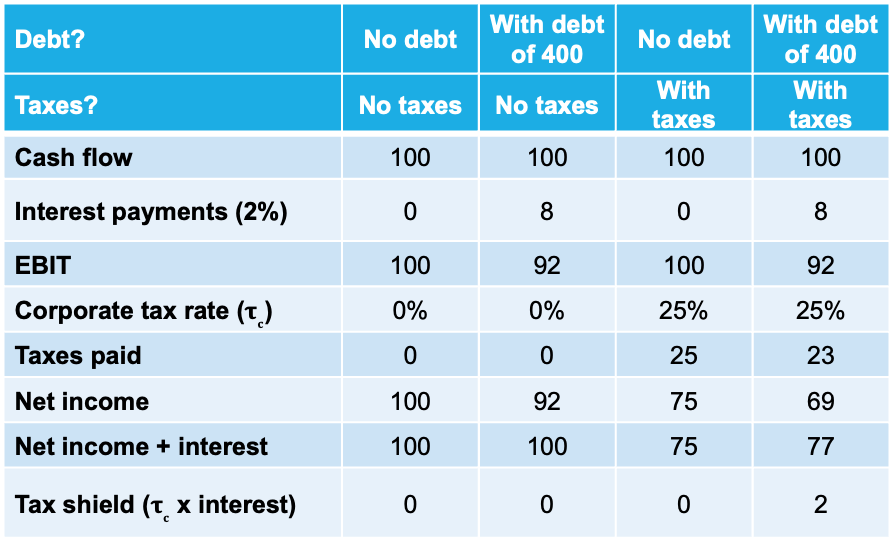 Debt? No debt With debt of 400 No debt With debt of 400
Taxes? No taxes No taxes With taxes With taxes
Cash flow 100 100 100 100
Interest payments (2%) 0 8 0 8
EBIT 100 92 100 92
Corporate tax rate (τc) 0% 0% 25% 25%
Taxes paid 0 0 25 23
Net income 100 92 75 69
Net income + interest 100 100 75 77
Tax shield (τc x interest) 0 0 0 2